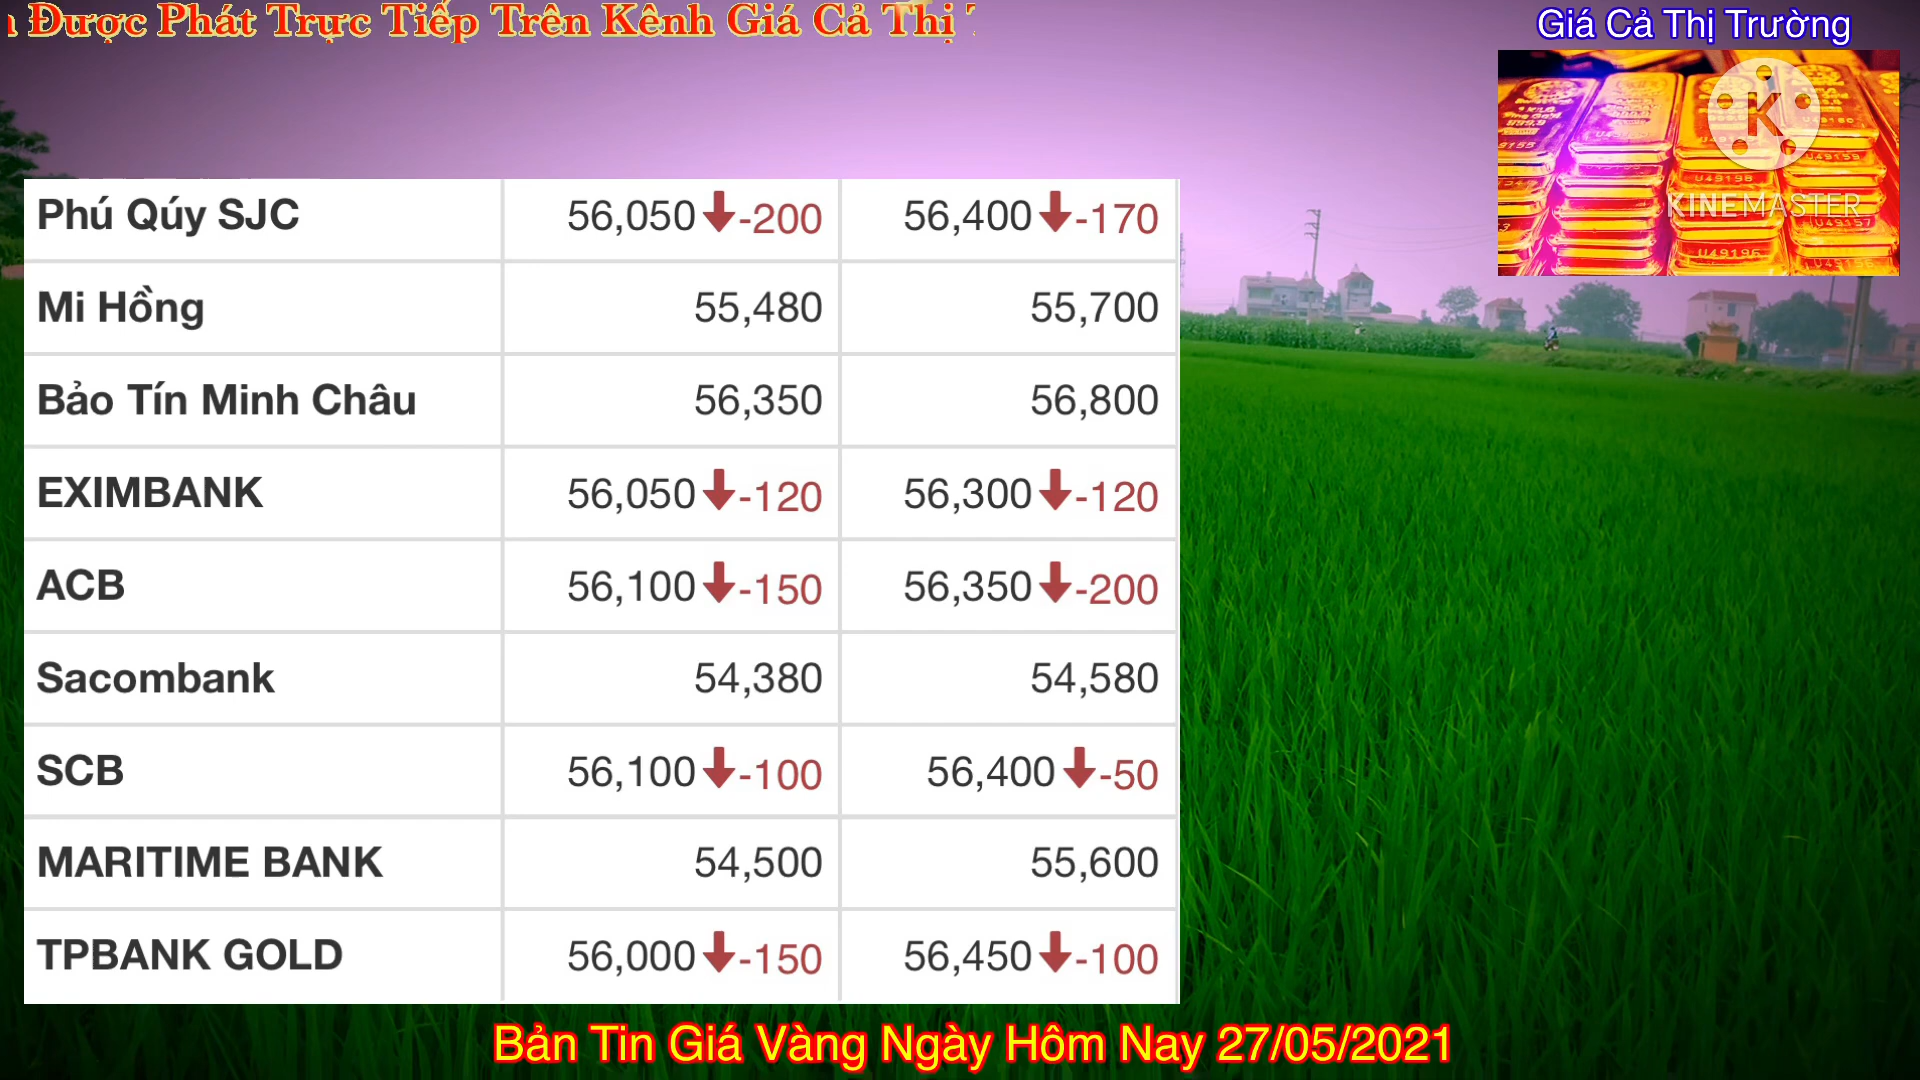 Được Phát Trực Tiếp Trên Kênh Giá Cả Thị
Giá Cả Thị Trường
KINEMASTER
Phú Qúy SJC 56,050 -200 56,400 -170
Mi Hồng 55,480 55,700
Bảo Tín Minh Châu 56,350 56,800
EXIMBANK 56,050 -120 56,300 -120
ACB 56,100 -150 56,350 -200
Sacombank 54,380 54,580
SCB 56,100 -100 56,400 -50
MARITIME BANK 54,500 55,600
TPBANK GOLD 56,000 -150 56,450 -100
Bản Tin Giá Vàng Ngày Hôm Nay 27/05/2021